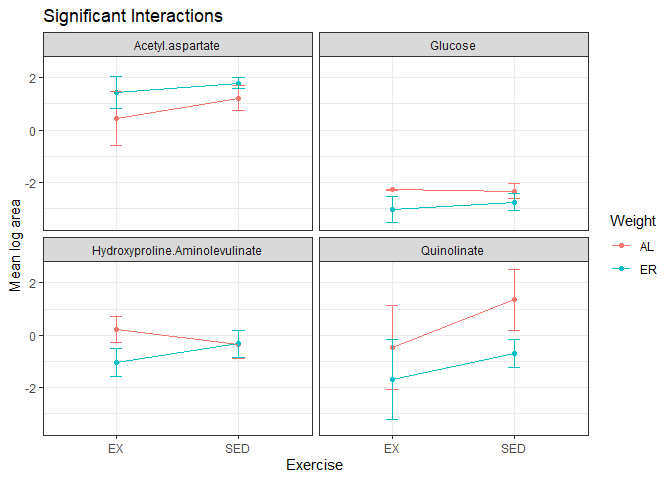 Significant Interactions
Acetyl.aspartate
Glucose
2
0
-2
Hydroxyproline.Aminolevulinate
Quinolinate
2
0
-2
EX
SED
EX
SED
Exercise
Mean log area
Weight
AL
ER